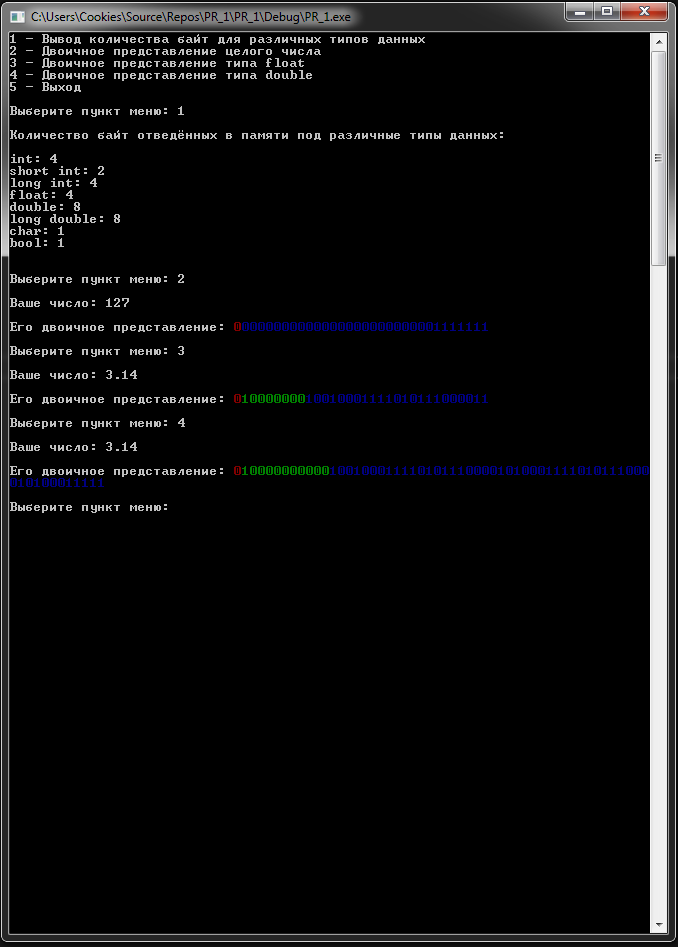 C:\Users\Cookies\Source\Repos\PR_1\PR_1\Debug\PR_1.exe
1 - Вывод количества байт для различных типов данных
2 - Двоичное представление целого числа
3 - Двоичное представление типа float
4 - Двоичное представление типа double
5 - Выход
Выберите пункт меню: 1
Количество байт отведённых в памяти под различные типы данных:
int: 4
short int: 2
long int: 4
float: 4
double: 8
long double: 8
char: 1
bool: 1
Выберите пункт меню: 2
Ваше число: 127
Его двоичное представление: 00000000000000000000000001111111
Выберите пункт меню: 3
Ваше число: 3.14
Его двоичное представление: 01000000010010001111010111000011
Выберите пункт меню: 4
Ваше число: 3.14
Его двоичное представление: 0100000000001001000111101011100001010001111010111000
010100011111
Выберите пункт меню: